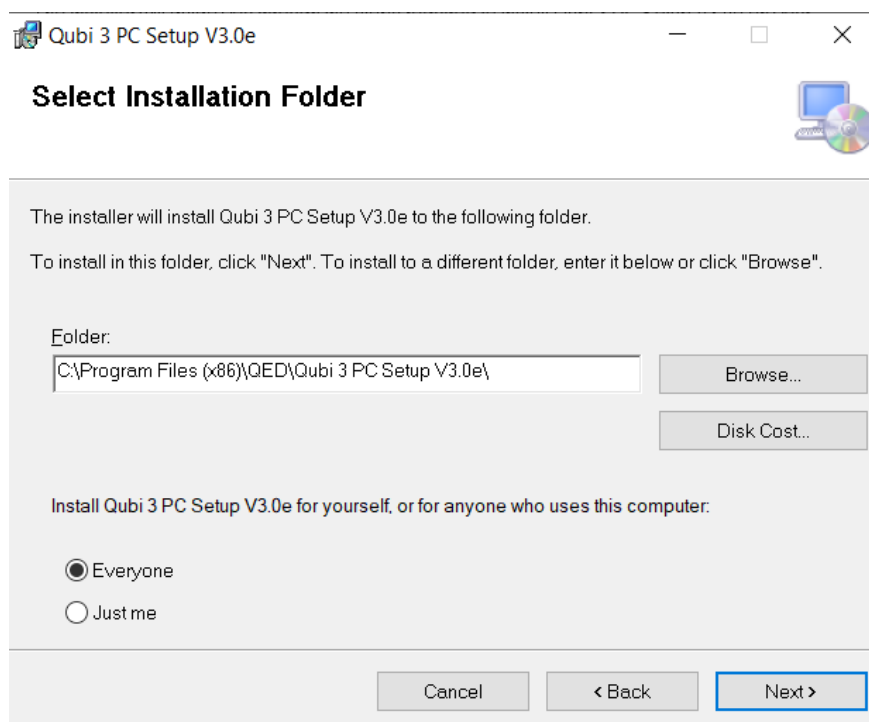 Qubi 3 PC Setup V3.0e
Select Installation Folder
The installer will install Qubi 3 PC Setup V3.0e to the following folder.
To install in this folder, click "Next". To install to a different folder, enter it below or click "Browse".
Folder:
C:\Program Files (x86)\QED\Qubi 3 PC Setup V3.0e\
Browse...
Disk Cost...
Install Qubi 3 PC Setup V3.0e for yourself, or for anyone who uses this computer:
Everyone
Just me
Cancel
< Back
Next >